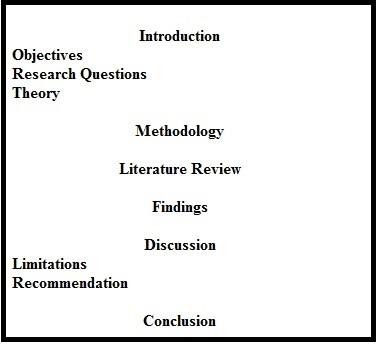 Introduction
Objectives
Research Questions
Theory
Methodology
Literature Review
Findings
Discussion
Limitations
Recommendation
Conclusion